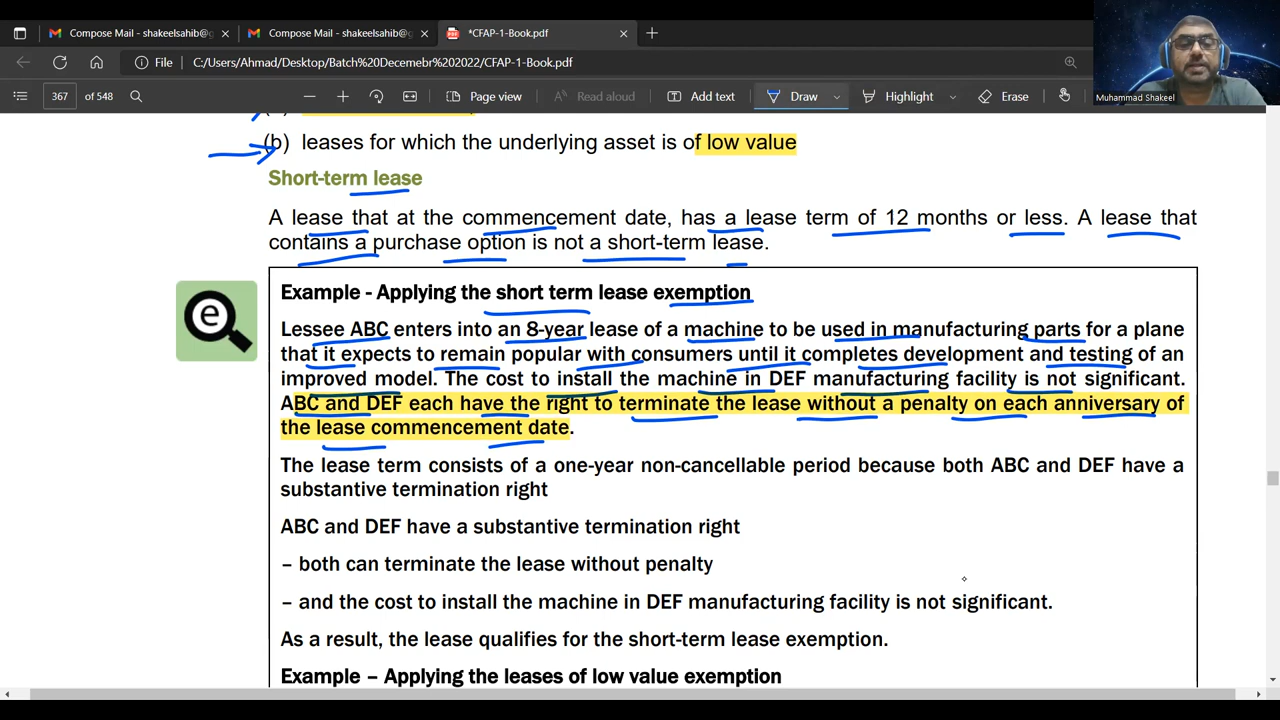 Compose Mail - shakeelsahib@g
Compose Mail - shakeelsahib@g
*CFAP-1-Book.pdf
File
C:/Users/Ahmad/Desktop/Batch%20Decemebr%202022/CFAP-1-Book.pdf
367 of 548
Page view
Read aloud
Add text
Draw
Highlight
Erase
Muhammad Shakeel
(b) leases for which the underlying asset is of low value
Short-term lease
A lease that at the commencement date, has a lease term of 12 months or less. A lease that
contains a purchase option is not a short-term lease.
e
Example - Applying the short term lease exemption
Lessee ABC enters into an 8-year lease of a machine to be used in manufacturing parts for a plane
that it expects to remain popular with consumers until it completes development and testing of an
improved model. The cost to install the machine in DEF manufacturing facility is not significant.
ABC and DEF each have the right to terminate the lease without a penalty on each anniversary of
the lease commencement date.
The lease term consists of a one-year non-cancellable period because both ABC and DEF have a
substantive termination right
ABC and DEF have a substantive termination right
– both can terminate the lease without penalty
– and the cost to install the machine in DEF manufacturing facility is not significant.
As a result, the lease qualifies for the short-term lease exemption.
Example – Applying the leases of low value exemption